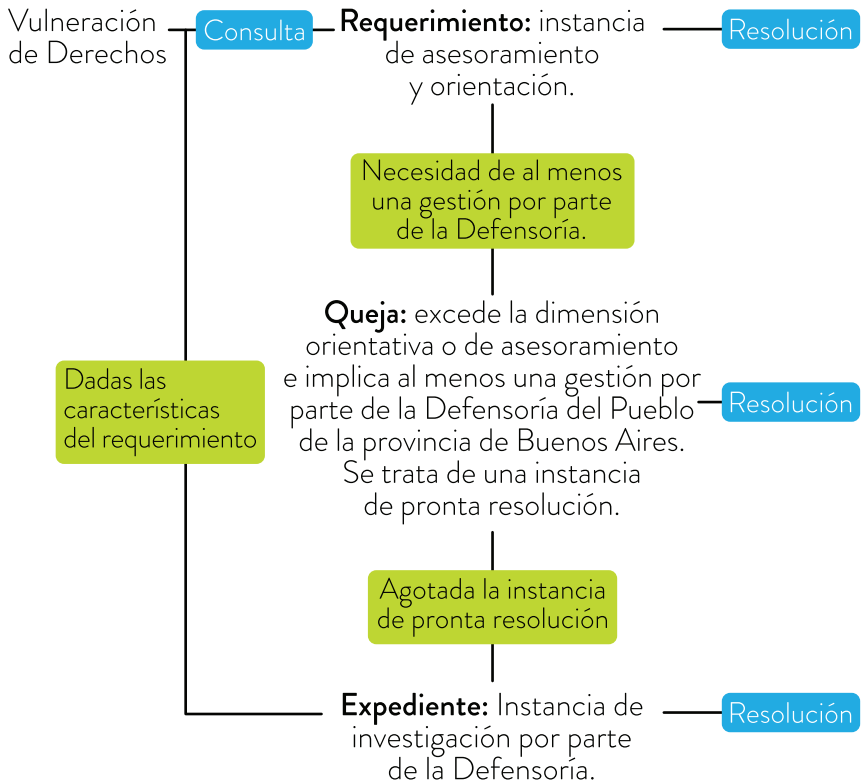 Vulneración
de Derechos
Consulta
Requerimiento: instancia
de asesoramiento
y orientación.
Resolución
Necesidad de al menos
una gestión por parte
de la Defensoría.
Queja: excede la dimensión
orientativa o de asesoramiento
e implica al menos una gestión por
parte de la Defensoría del Pueblo
de la provincia de Buenos Aires.
Se trata de una instancia
de pronta resolución.
Resolución
Dadas las
características
del requerimiento
Agotada la instancia
de pronta resolución
Expediente: Instancia de
investigación por parte
de la Defensoría.
Resolución